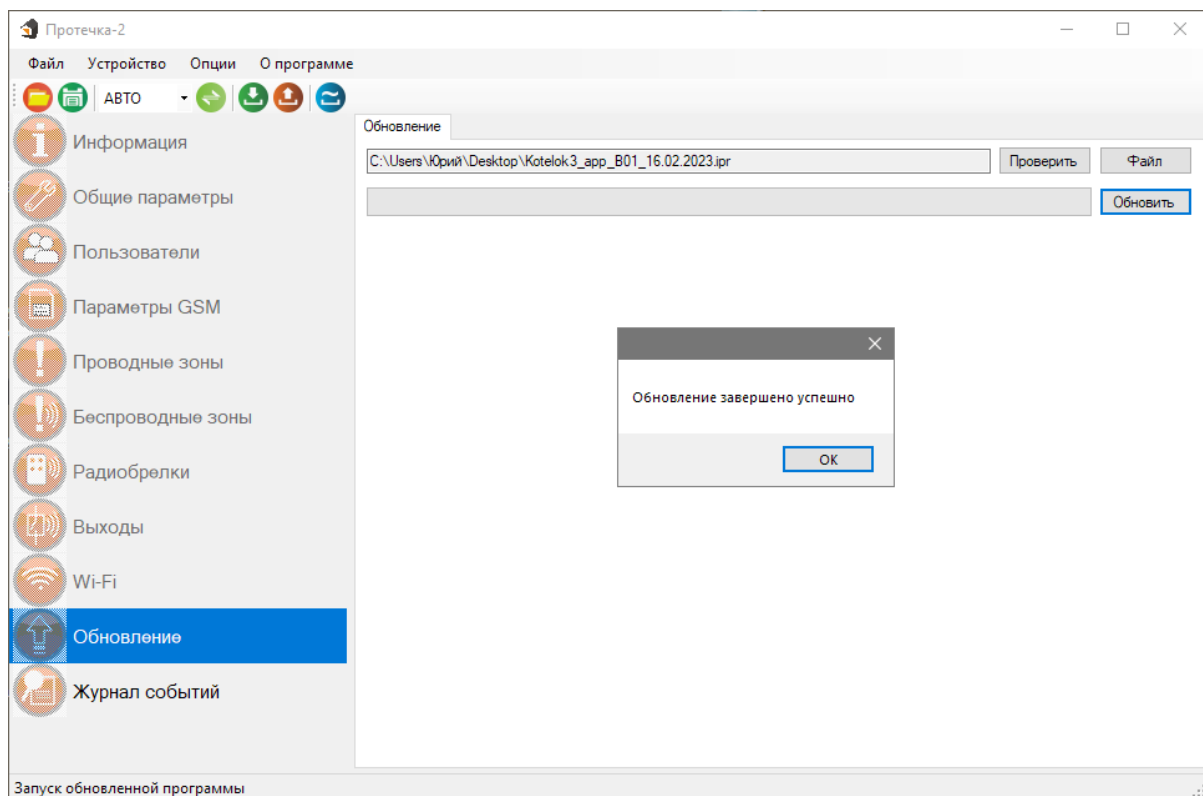 Протечка-2
Файл Устройство Опции О программе
АВТО
Информация
Общие параметры
Пользователи
Параметры GSM
Проводные зоны
Беспроводные зоны
Радиобрелки
Выходы
Wi-Fi
Обновление
Журнал событий
Обновление
C:\Users\Юрий\Desktop\Kotelok3_app_B01_16.02.2023.ipr Проверить Файл
Обновить
Обновление завершено успешно
ОК
Запуск обновленной программы